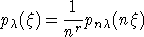 p_λ(ξ) = \frac{1}{n^r} p_{nλ}(nξ)